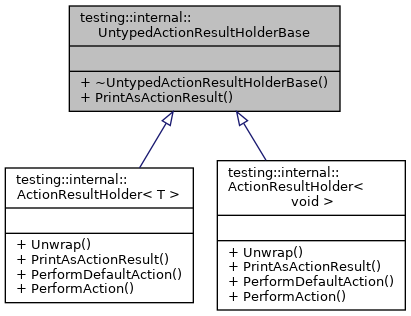 testing::internal::
UntypedActionResultHolderBase
+ ~UntypedActionResultHolderBase()
+ PrintAsActionResult()
testing::internal::
ActionResultHolder< T >
+ Unwrap()
+ PrintAsActionResult()
+ PerformDefaultAction()
+ PerformAction()
testing::internal::
ActionResultHolder<
void >
+ Unwrap()
+ PrintAsActionResult()
+ PerformDefaultAction()
+ PerformAction()